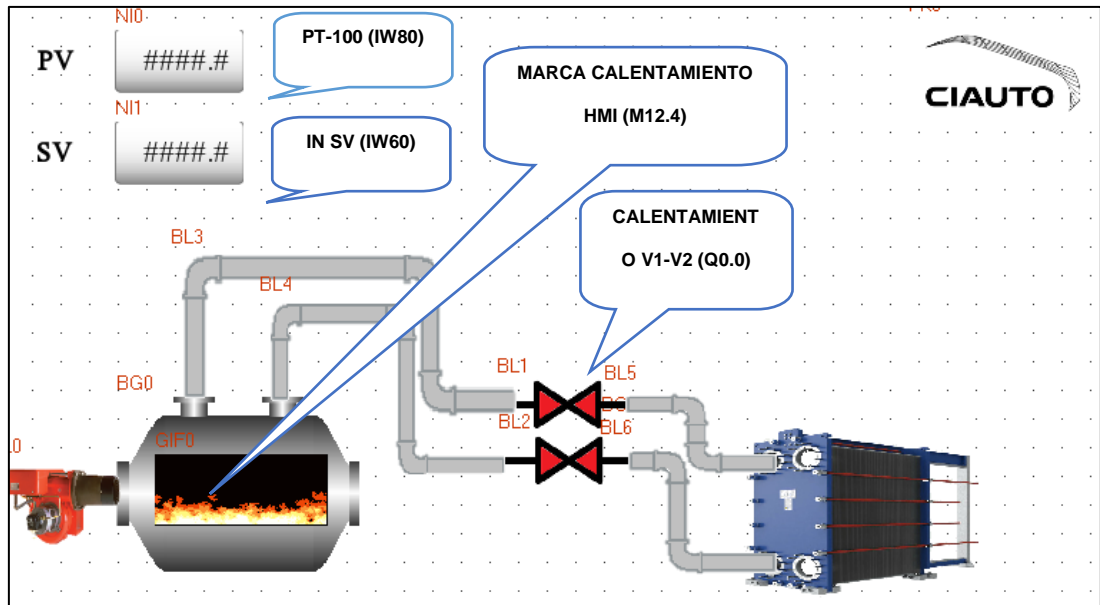 NI0
PV
####.#
PT-100 (IW80)
MARCA CALENTAMIENTO
HMI (M12.4)
CIAUTO
NI1
SV
####.#
IN SV (IW60)
CALENTAMIENT
O V1-V2 (Q0.0)
BL3
BL4
BL1
BL5
BG0
BL2
BL6
GIF0